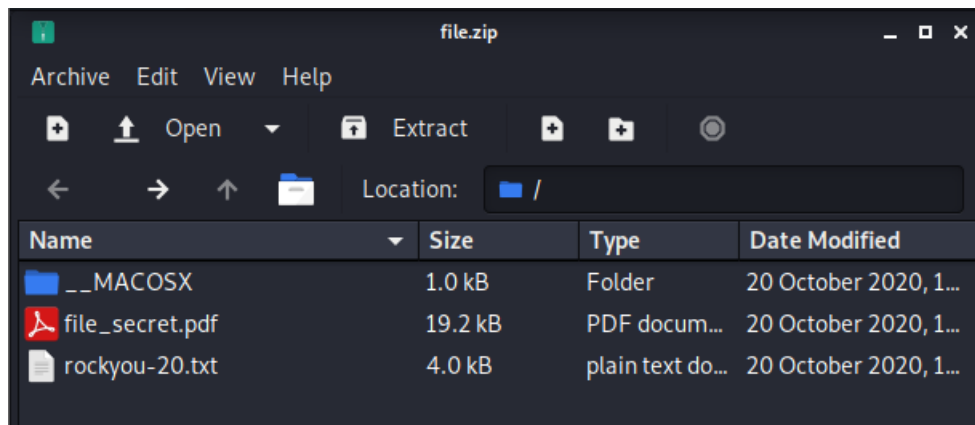 file.zip
Archive Edit View Help
Open Extract
Location: /
Name Size Type Date Modified
__MACOSX 1.0 kB Folder 20 October 2020, 1...
file_secret.pdf 19.2 kB PDF docum... 20 October 2020, 1...
rockyou-20.txt 4.0 kB plain text do... 20 October 2020, 1...